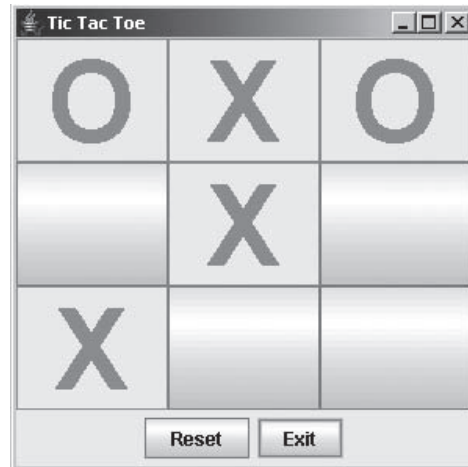 Tic Tac Toe
O X O
X
X
Reset Exit